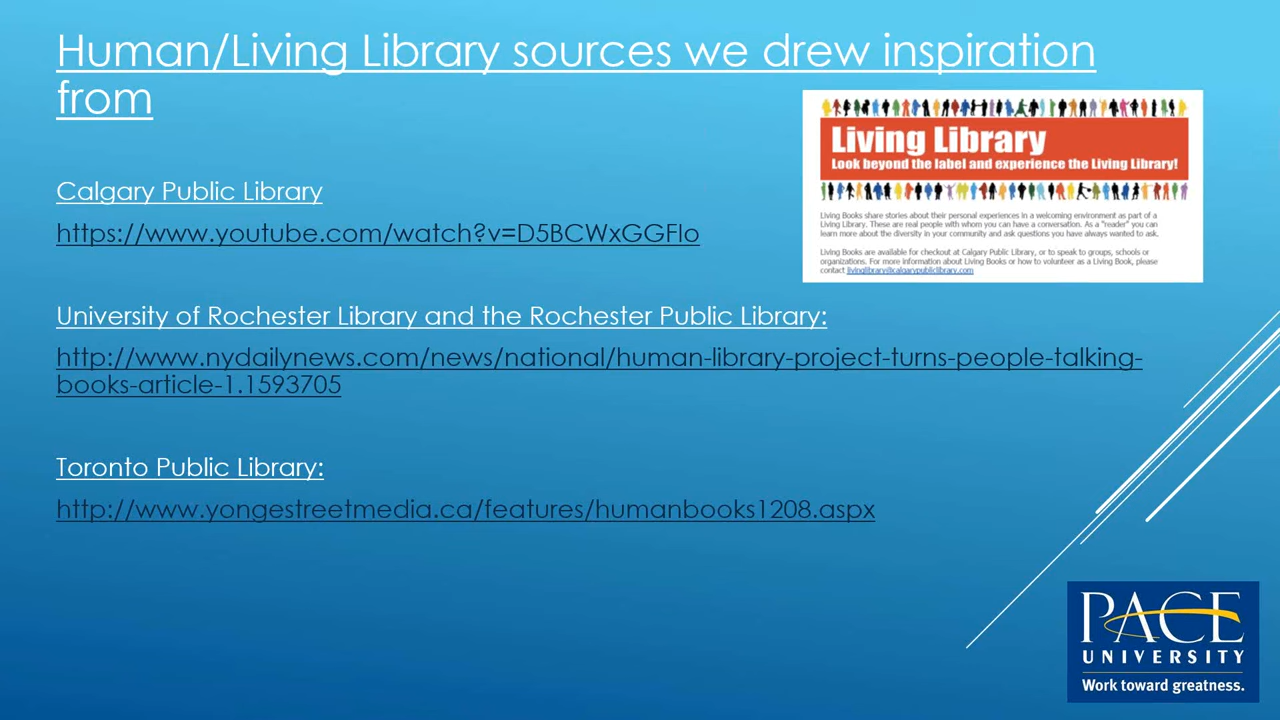 Human/Living Library sources we drew inspiration
from
Living Library
Look beyond the label and experience the Living Library!
Living Books share stories about their personal experiences in a welcoming environment as part of a
Living Library. These are real people with whom you can have a conversation. As a "reader" you can
learn more about the diversity in your community and ask questions you have always wanted to ask.
Living Books are available for checkout at Calgary Public Library, or to speak to groups, schools or
organizations. For more information about Living Books or how to volunteer as a Living Book, please
contact livinglibrary@calgarypubliclibrary.com
Calgary Public Library
https://www.youtube.com/watch?v=D5BCWxGGFIo
University of Rochester Library and the Rochester Public Library:
http://www.nydailynews.com/news/national/human-library-project-turns-people-talking-
books-article-1.1593705
Toronto Public Library:
http://www.yongestreetmedia.ca/features/humanbooks1208.aspx
PACE
UNIVERSITY
Work toward greatness.